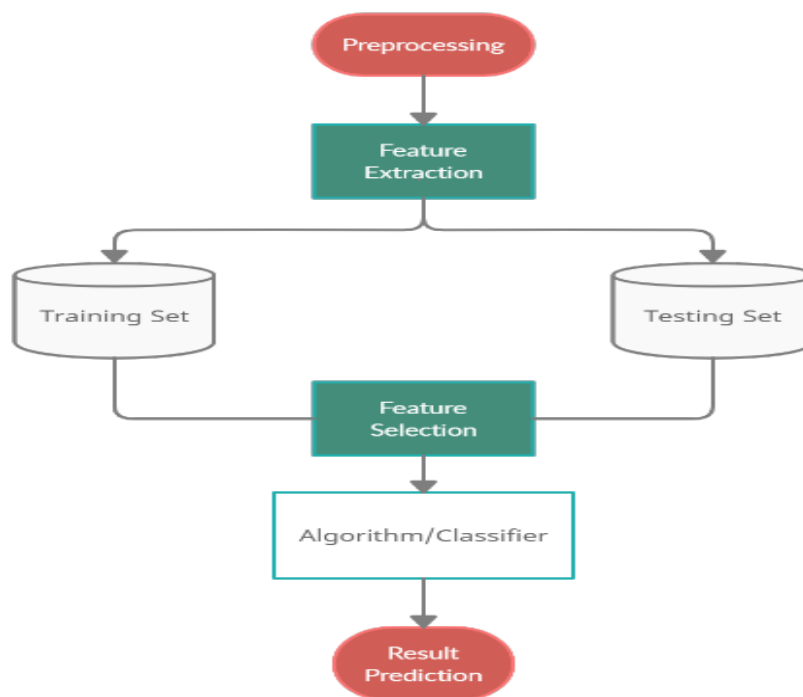 Preprocessing
Feature
Extraction
Training Set
Testing Set
Feature
Selection
Algorithm/Classifier
Result
Prediction